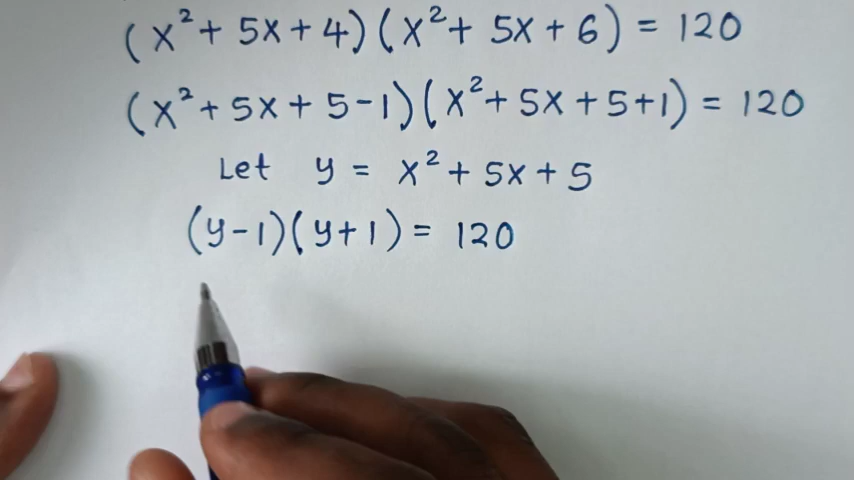 (x² + 5x + 4)(x² + 5x + 6) = 120
(x² + 5x + 5 - 1)(x² + 5x + 5 + 1) = 120
Let y = x² + 5x + 5
(y - 1)(y + 1) = 120